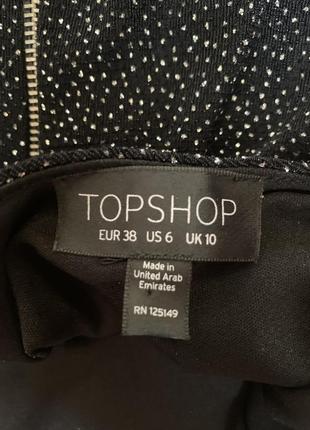 TOPSHOP
EUR 38 US 6 UK 10
Made in
United Arab
Emirates
RN 125149